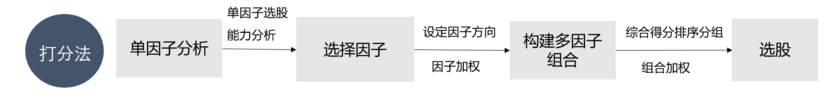 打分法
单因子分析
单因子选股
能力分析
选择因子
设定因子方向
因子加权
构建多因子
组合
综合得分排序分组
组合加权
选股